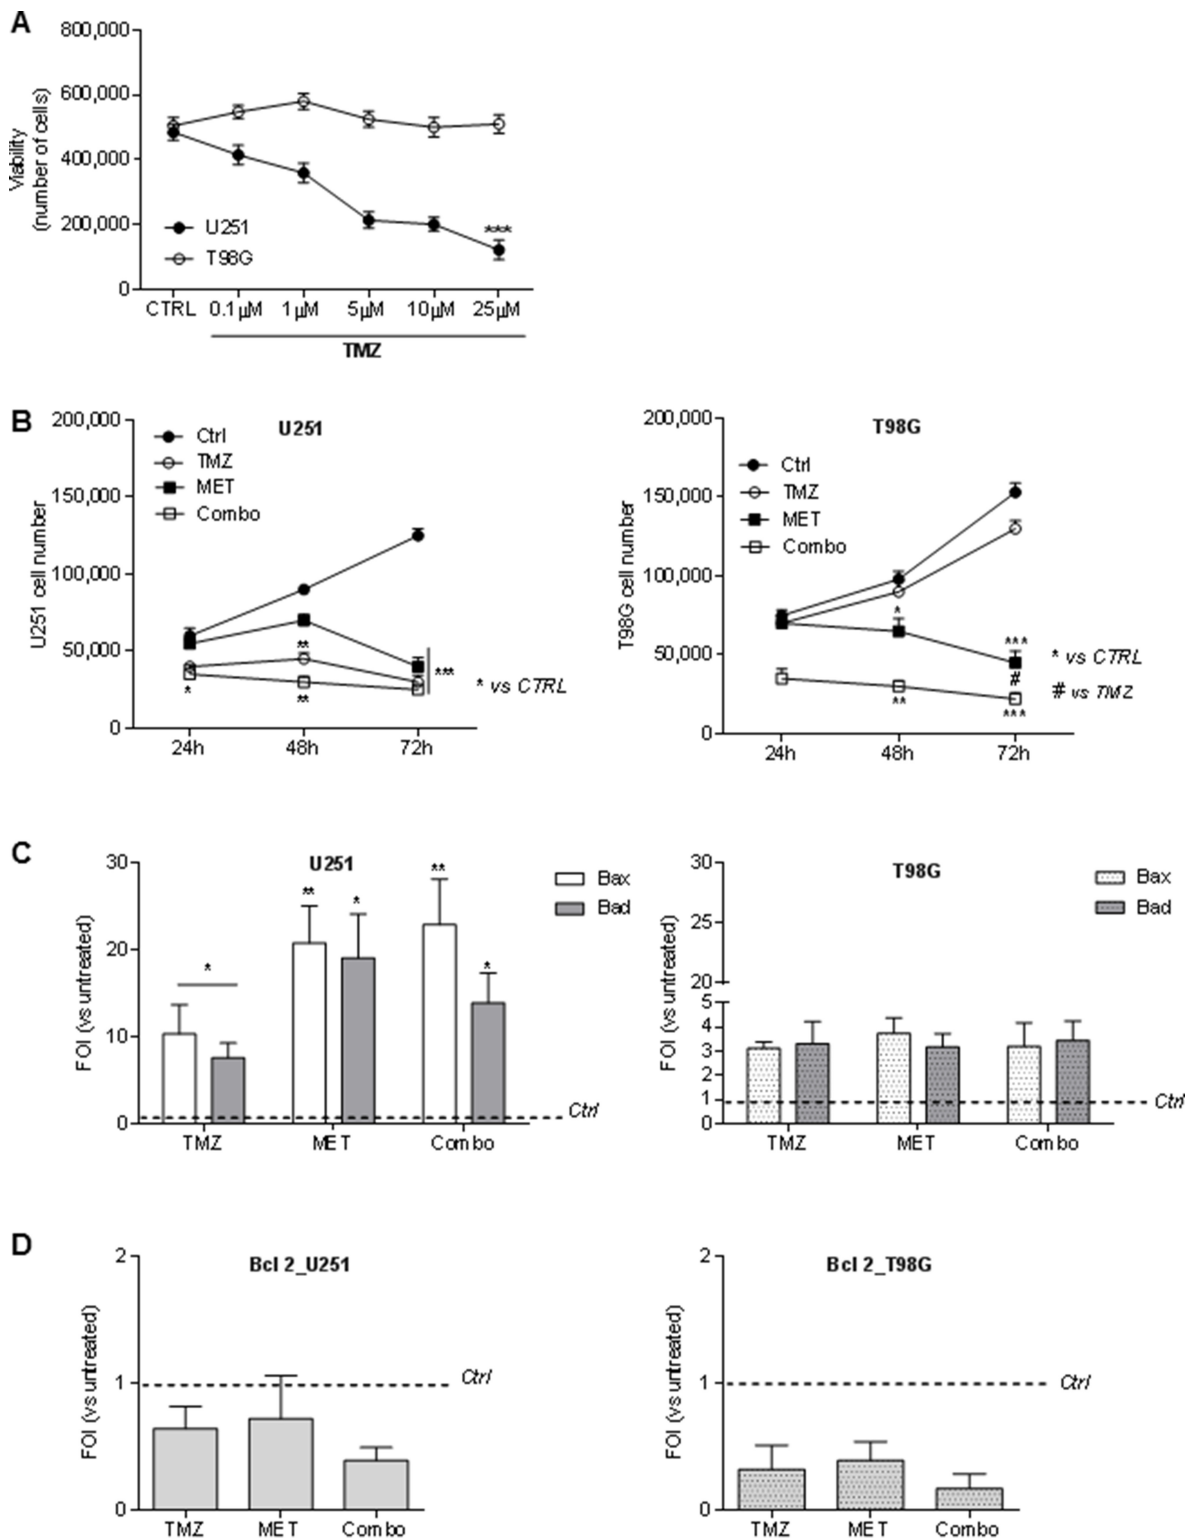 A
800,000
600,000
400,000
200,000
0
Viability
(number of cells)
U251
T98G
***
CTRL 0.1μM 1μM 5μM 10μM 25μM
TMZ
B
200,000
150,000
100,000
50,000
0
U251 cell number
U251
Ctrl
TMZ
MET
Combo
*
**
**
***
* vs CTRL
24h 48h 72h
200,000
150,000
100,000
50,000
0
T98G cell number
T98G
Ctrl
TMZ
MET
Combo
*
**
***
#
***
* vs CTRL
# vs TMZ
24h 48h 72h
C
30
20
10
0
FOI (vs untreated)
U251
*
**
*
**
*
Bax
Bad
Ctrl
TMZ MET Combo
30
25
20
5
4
3
2
1
0
FOI (vs untreated)
T98G
Bax
Bad
Ctrl
TMZ MET Combo
D
2
1
0
FOI (vs untreated)
Bcl 2_U251
Ctrl
TMZ MET Combo
2
1
0
FOI (vs untreated)
Bcl 2_T98G
Ctrl
TMZ MET Combo